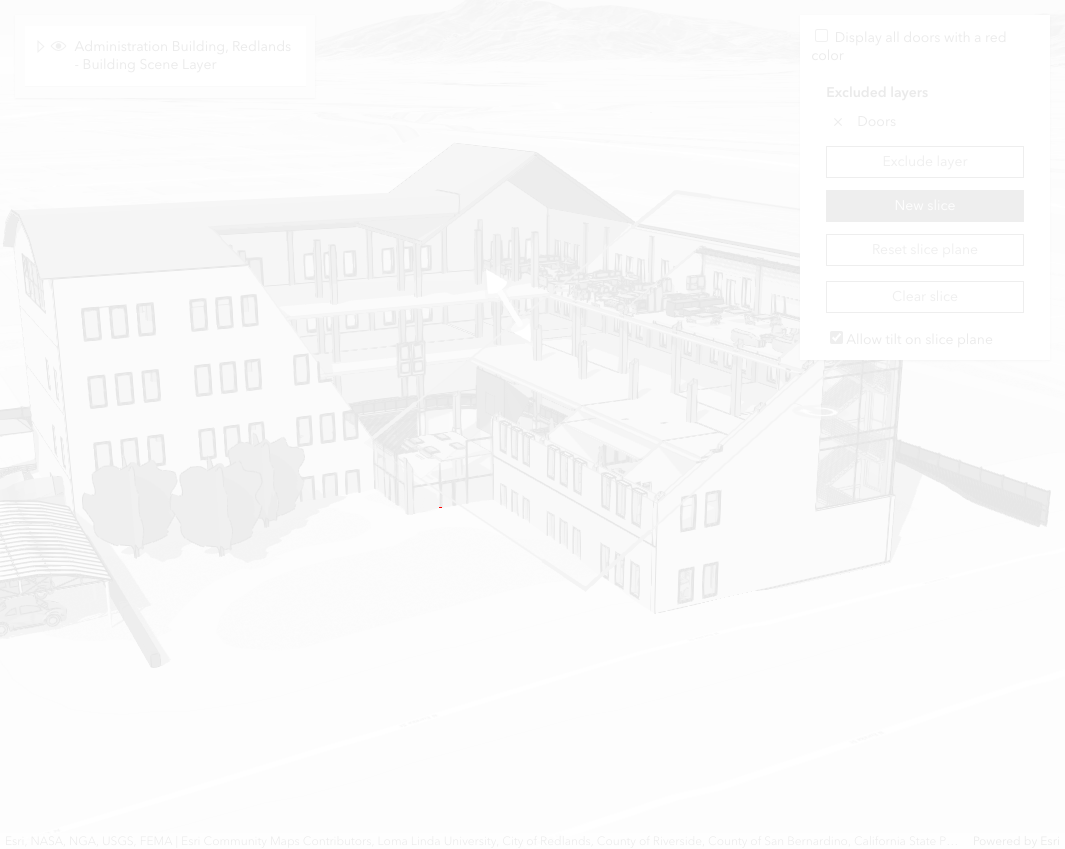 Administration Building, Redlands
- Building Scene Layer
Display all doors with a red
color
Excluded layers
× Doors
Exclude layer
New slice
Reset slice plane
Clear slice
Allow tilt on slice plane
Esri, NASA, NGA, USGS, FEMA | Esri Community Maps Contributors, Loma Linda University, City of Redlands, County of Riverside, County of San Bernardino, California State P... Powered by Esri